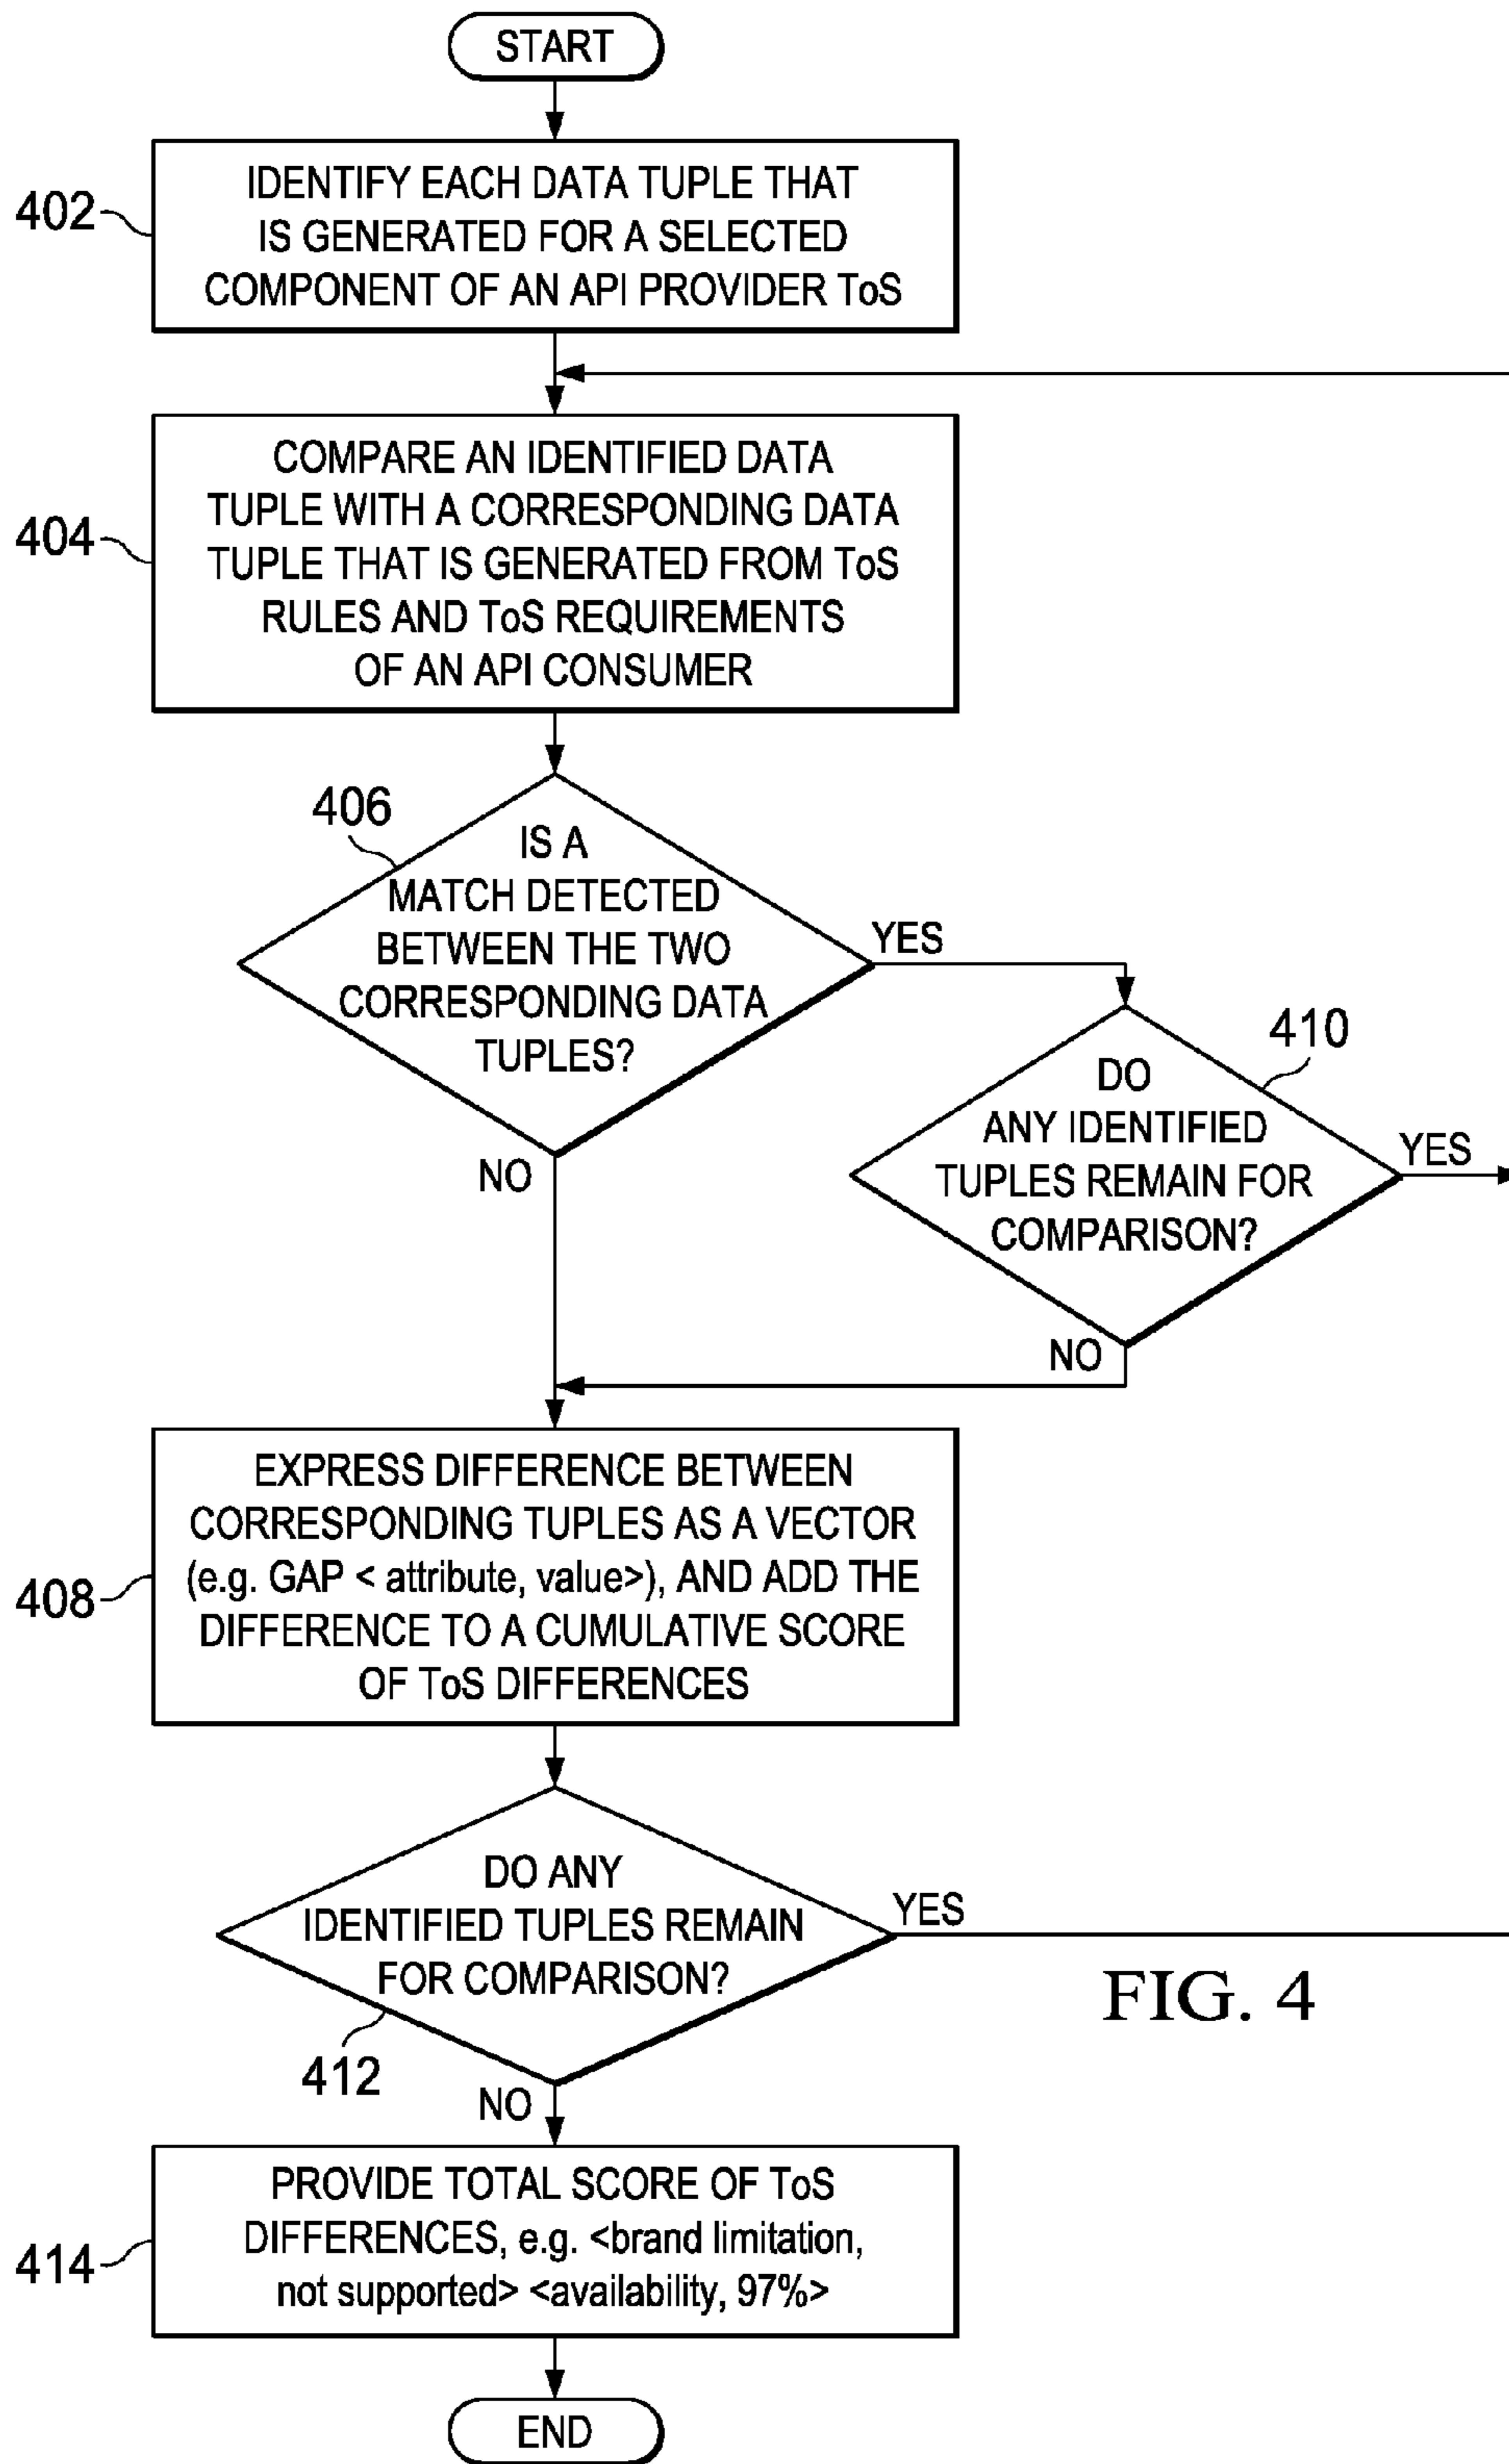 START
402
IDENTIFY EACH DATA TUPLE THAT
IS GENERATED FOR A SELECTED
COMPONENT OF AN API PROVIDER ToS
404
COMPARE AN IDENTIFIED DATA
TUPLE WITH A CORRESPONDING DATA
TUPLE THAT IS GENERATED FROM ToS
RULES AND ToS REQUIREMENTS
OF AN API CONSUMER
406
IS A
MATCH DETECTED
BETWEEN THE TWO
CORRESPONDING DATA
TUPLES?
YES
NO
410
DO
ANY IDENTIFIED
TUPLES REMAIN FOR
COMPARISON?
YES
NO
408
EXPRESS DIFFERENCE BETWEEN
CORRESPONDING TUPLES AS A VECTOR
(e.g. GAP < attribute, value>), AND ADD THE
DIFFERENCE TO A CUMULATIVE SCORE
OF ToS DIFFERENCES
DO ANY
IDENTIFIED TUPLES REMAIN
FOR COMPARISON?
YES
412
NO
FIG. 4
414
PROVIDE TOTAL SCORE OF ToS
DIFFERENCES, e.g. <brand limitation,
not supported> <availability, 97%>
END